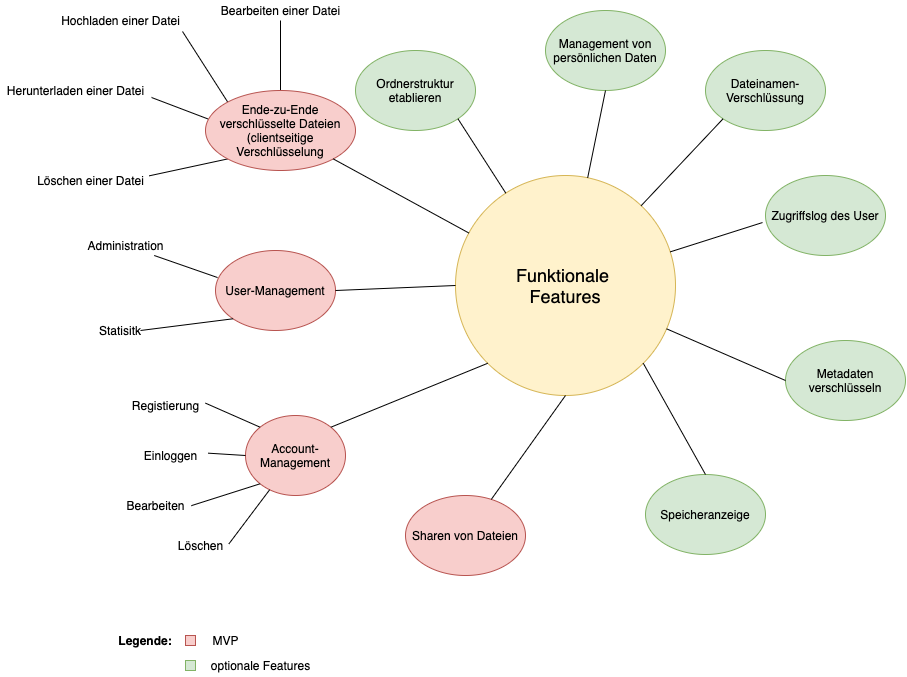 Bearbeiten einer Datei
Hochladen einer Datei
Herunterladen einer Datei
Löschen einer Datei
Ende-zu-Ende
verschlüsselte Dateien
(clientseitige
Verschlüselung
Ordnerstruktur
etablieren
Management von
persönlichen Daten
Dateinamen-
Verschlüssung
Zugriffslog des User
Administration
Statisitk
User-Management
Funktionale
Features
Metadaten
verschlüsseln
Registierung
Einloggen
Bearbeiten
Löschen
Account-
Management
Sharen von Dateien
Speicheranzeige
Legende:
MVP
optionale Features